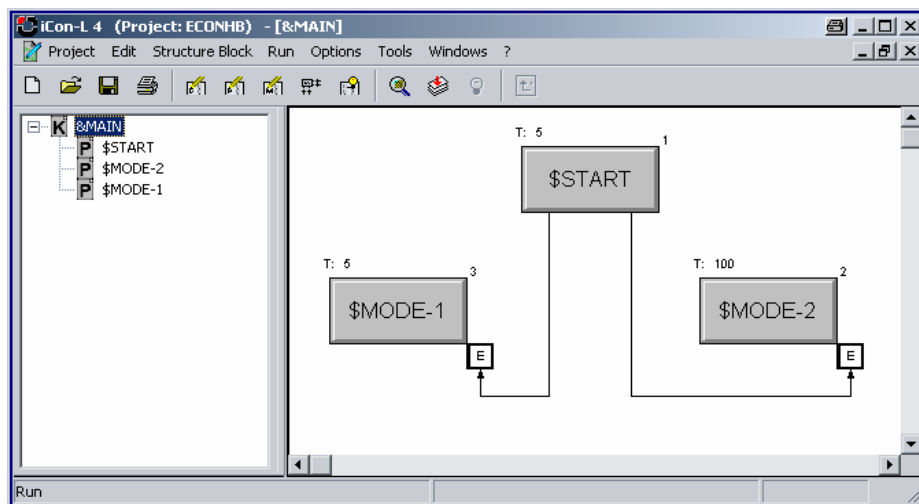 iCon-L 4 (Project: ECONHB) - [&MAIN]
Project Edit Structure Block Run Options Tools Windows ?
K &MAIN
P $START
P $MODE-2
P $MODE-1
T: 5 1
$START
T: 5 3
$MODE-1
E
T: 100 2
$MODE-2
E
Run